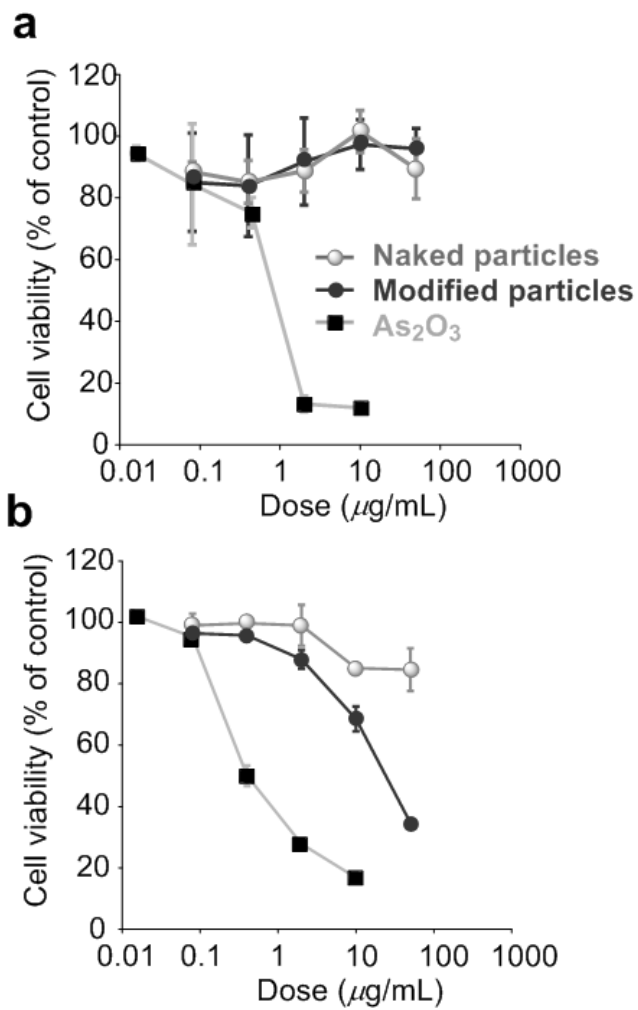 a
Cell viability (% of control)
120
100
80
60
40
20
0
Naked particles
Modified particles
As₂O₃
0.01 0.1 1 10 100 1000
Dose (μg/mL)
b
Cell viability (% of control)
120
100
80
60
40
20
0
0.01 0.1 1 10 100 1000
Dose (μg/mL)